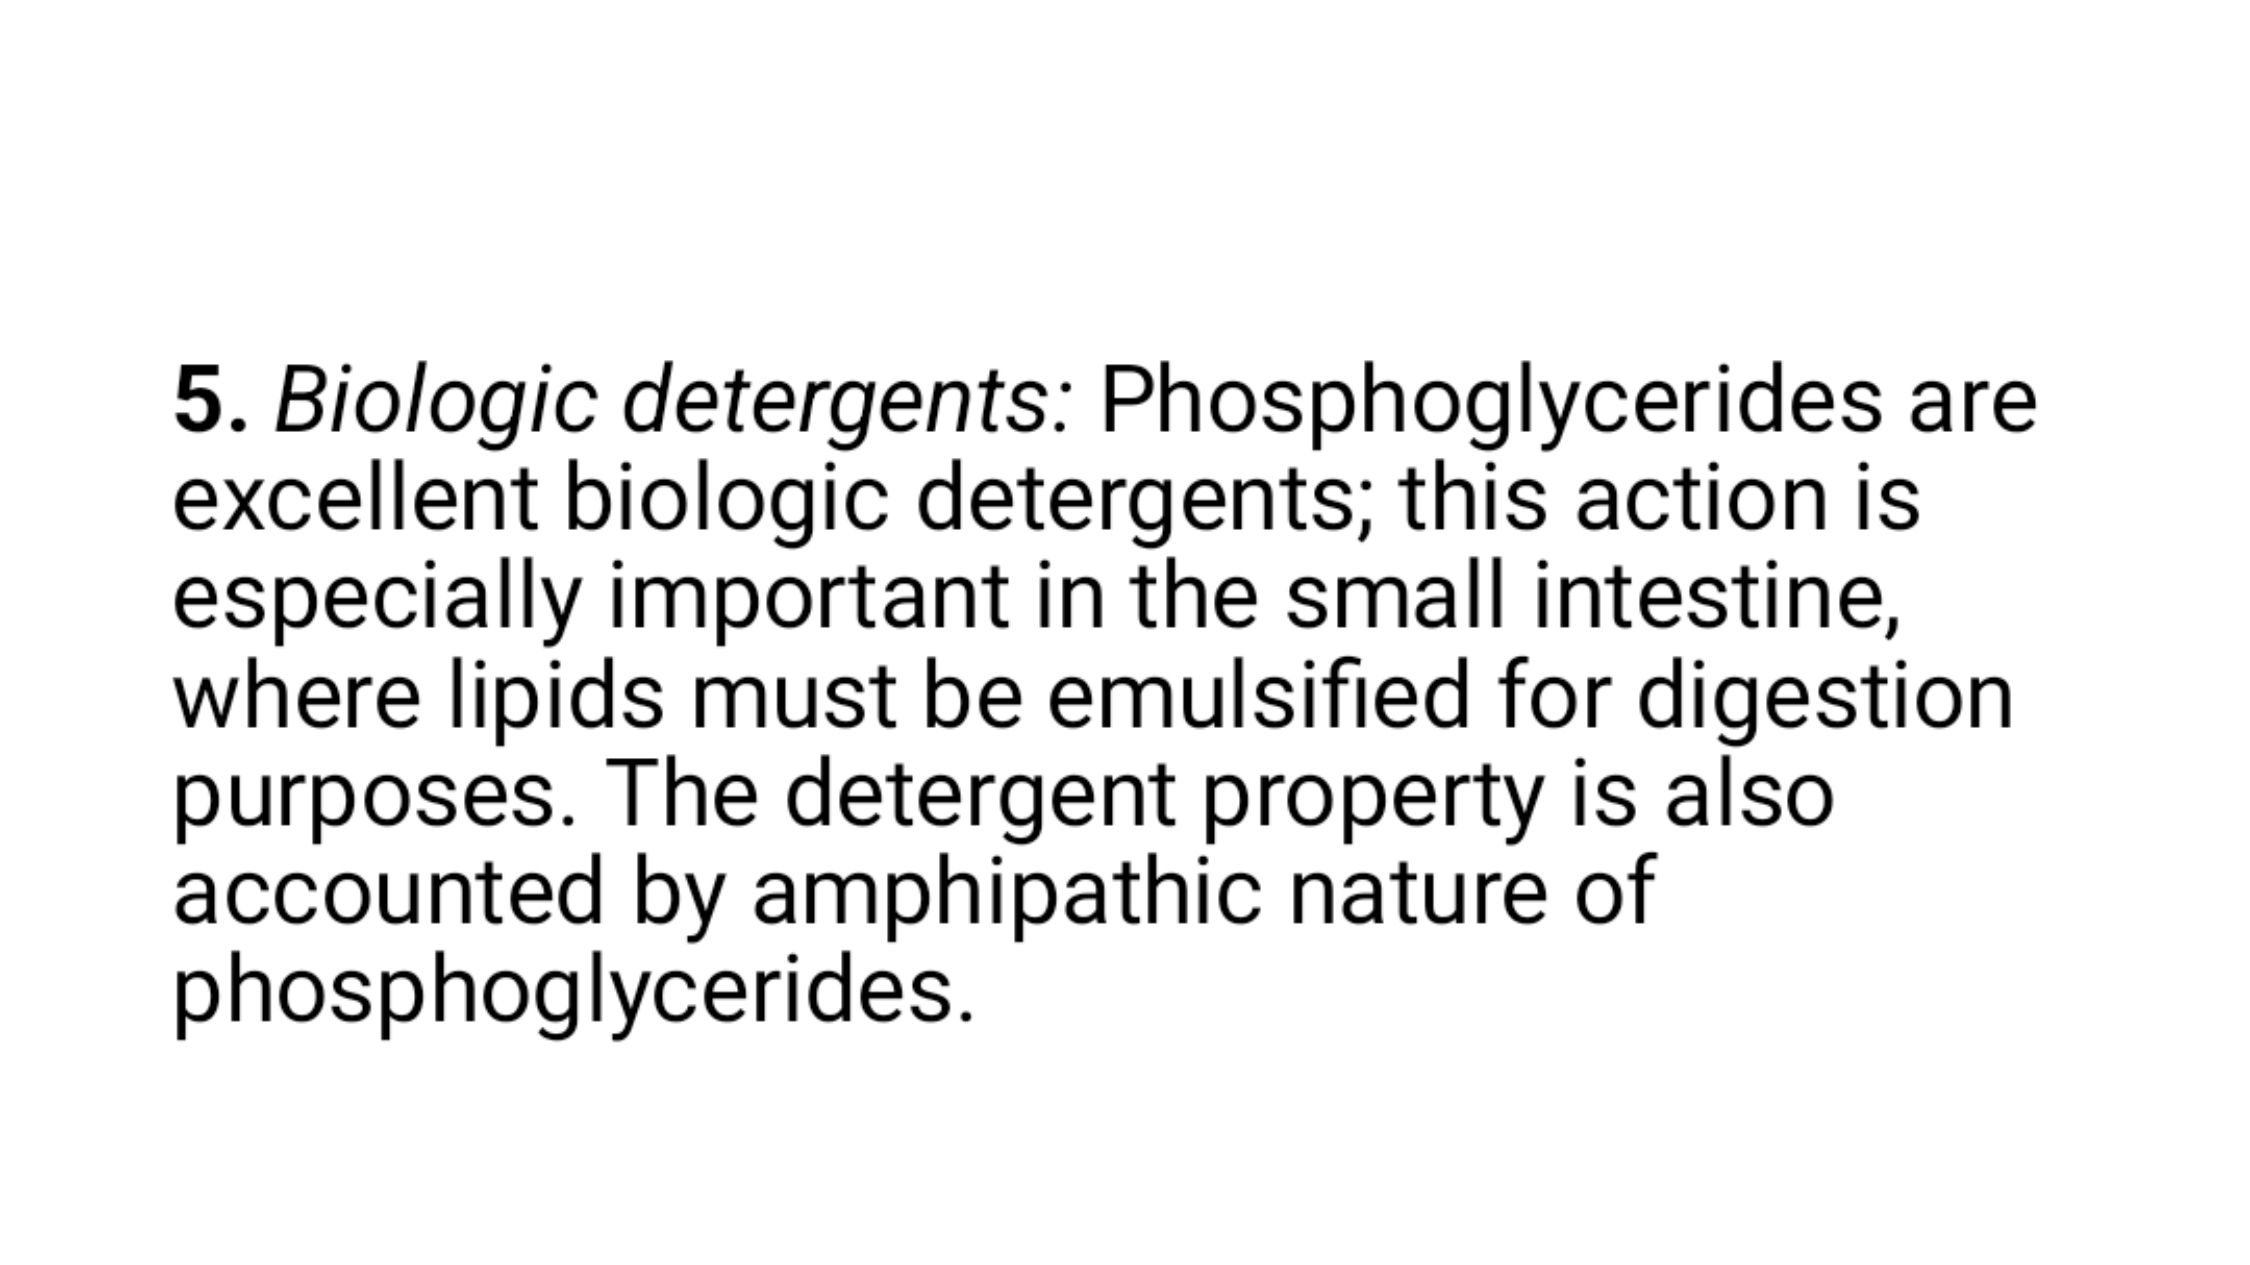 5. Biologic detergents: Phosphoglycerides are
excellent biologic detergents; this action is
especially important in the small intestine,
where lipids must be emulsified for digestion
purposes. The detergent property is also
accounted by amphipathic nature of
phosphoglycerides.